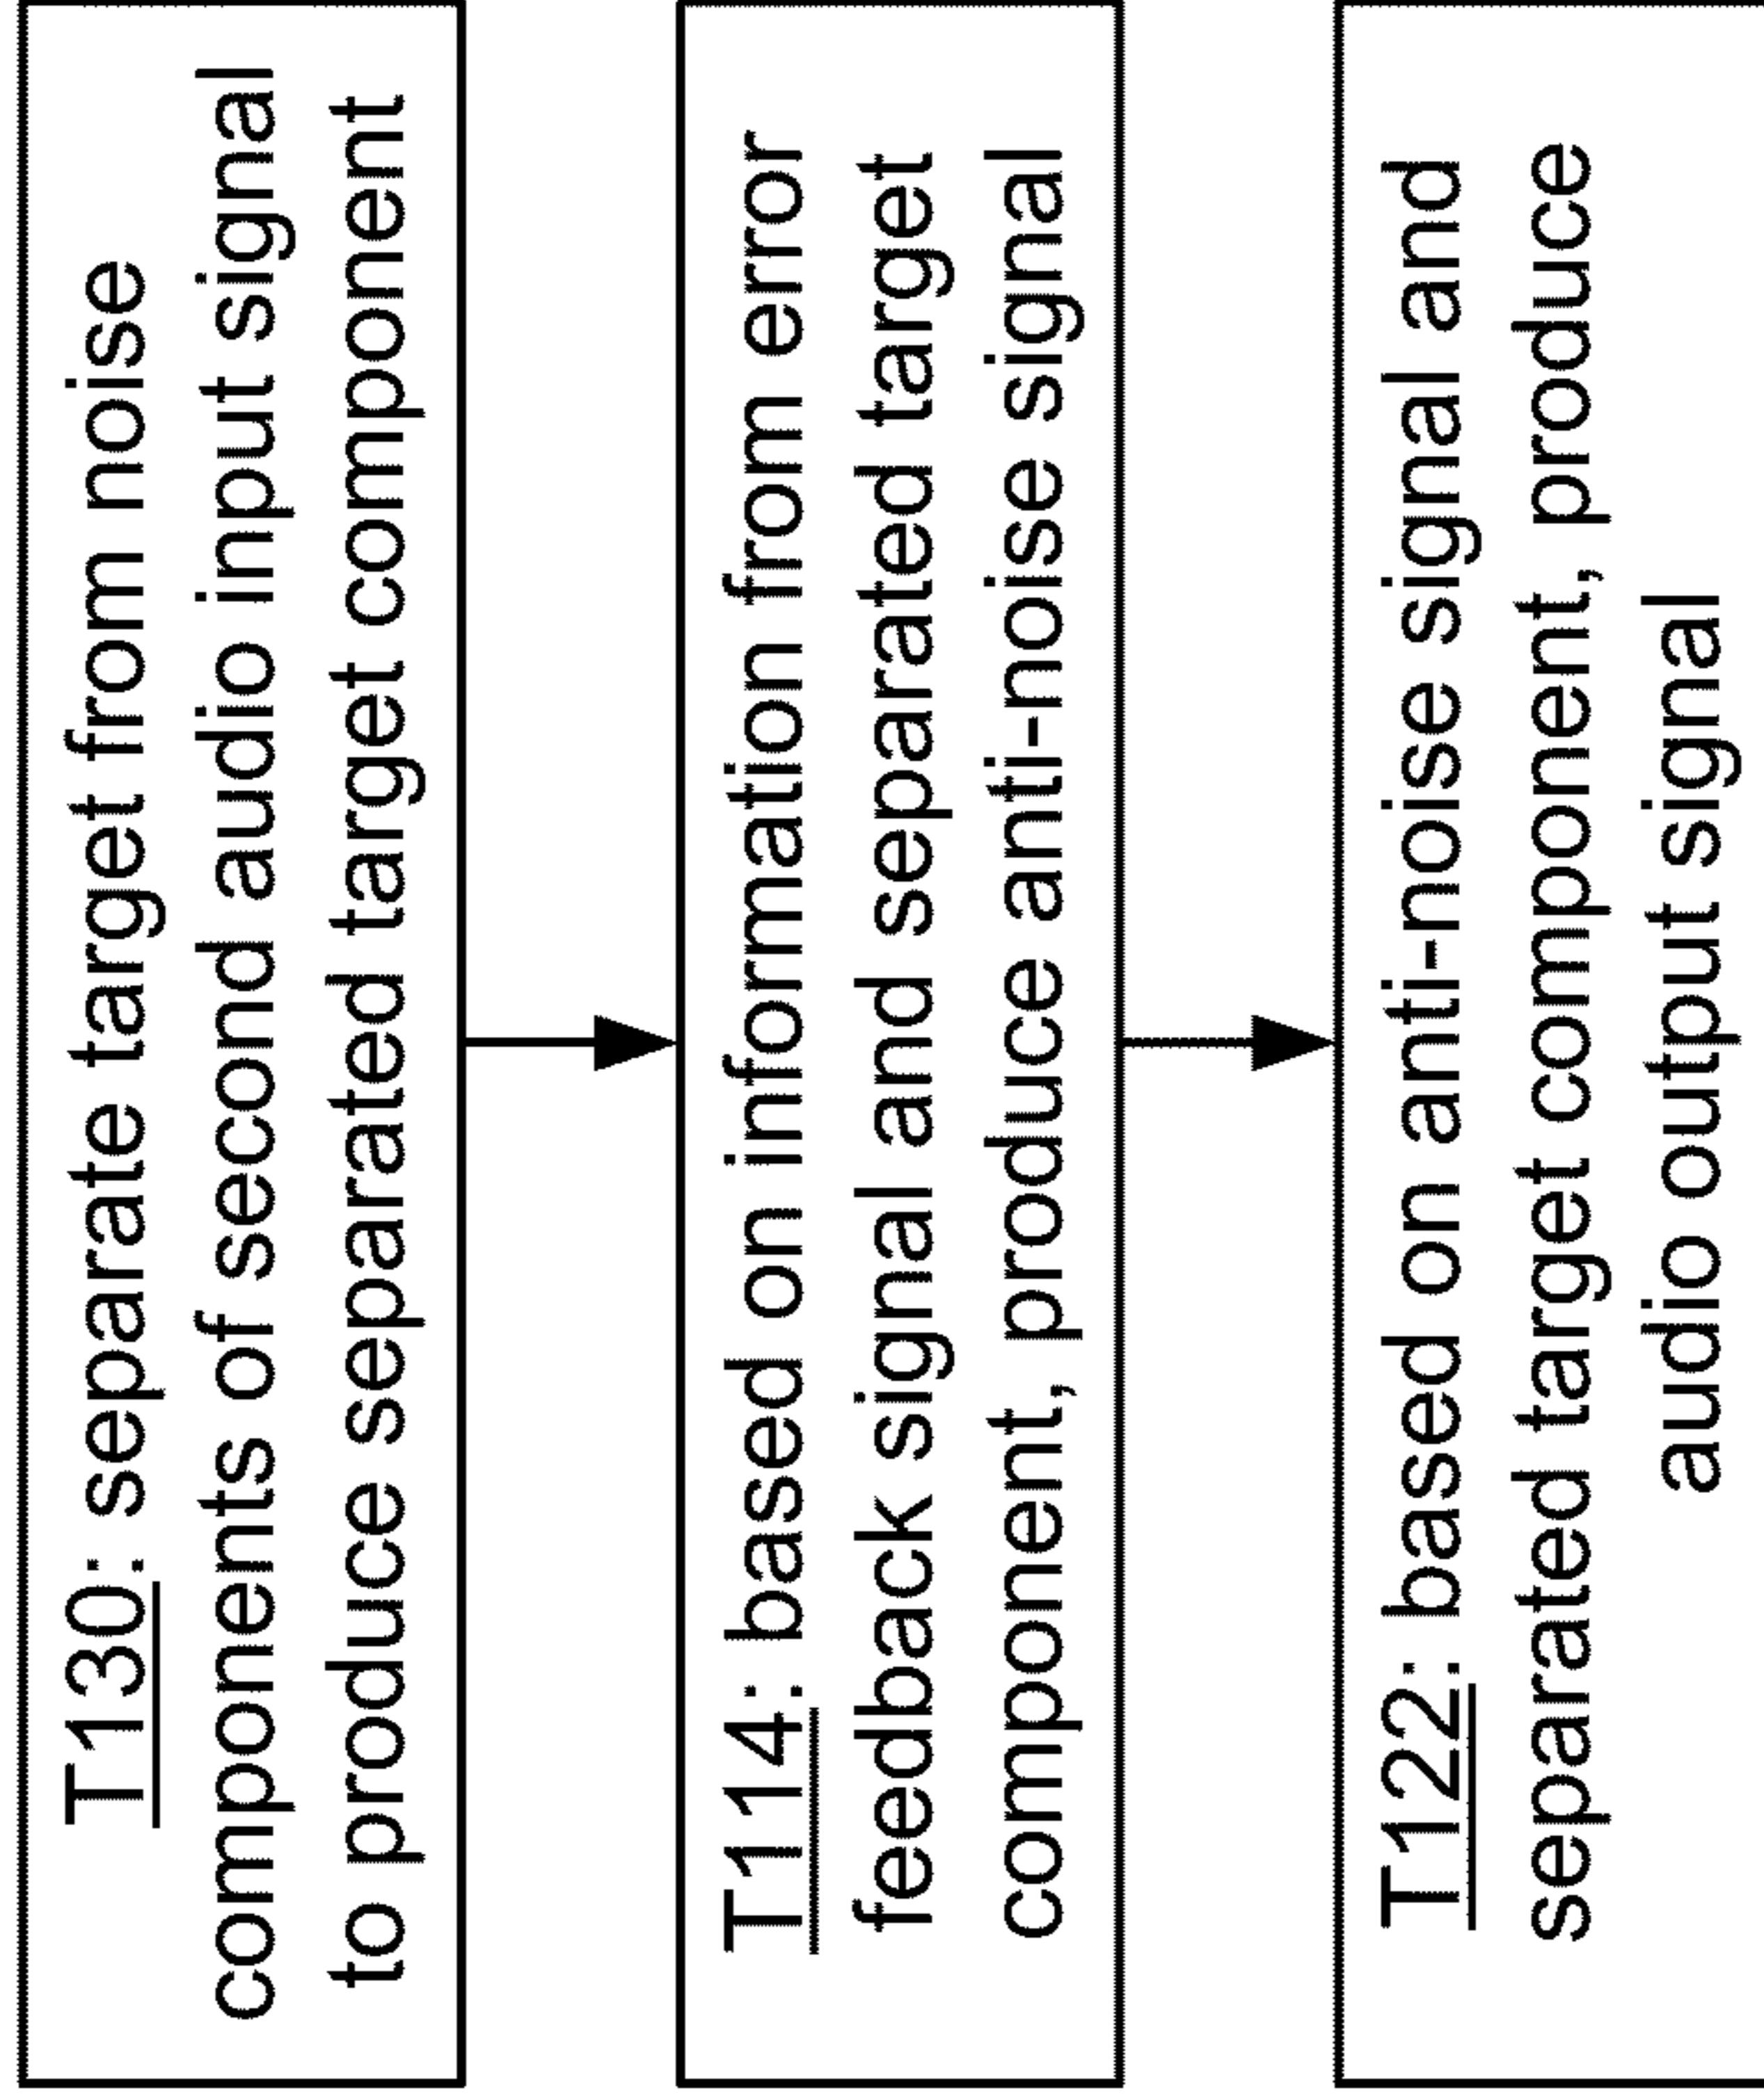 T130: separate target from noise
components of second audio input signal
to produce separated target component
T114: based on information from error
feedback signal and separated target
component, produce anti-noise signal
T122: based on anti-noise signal and
separated target component, produce
audio output signal